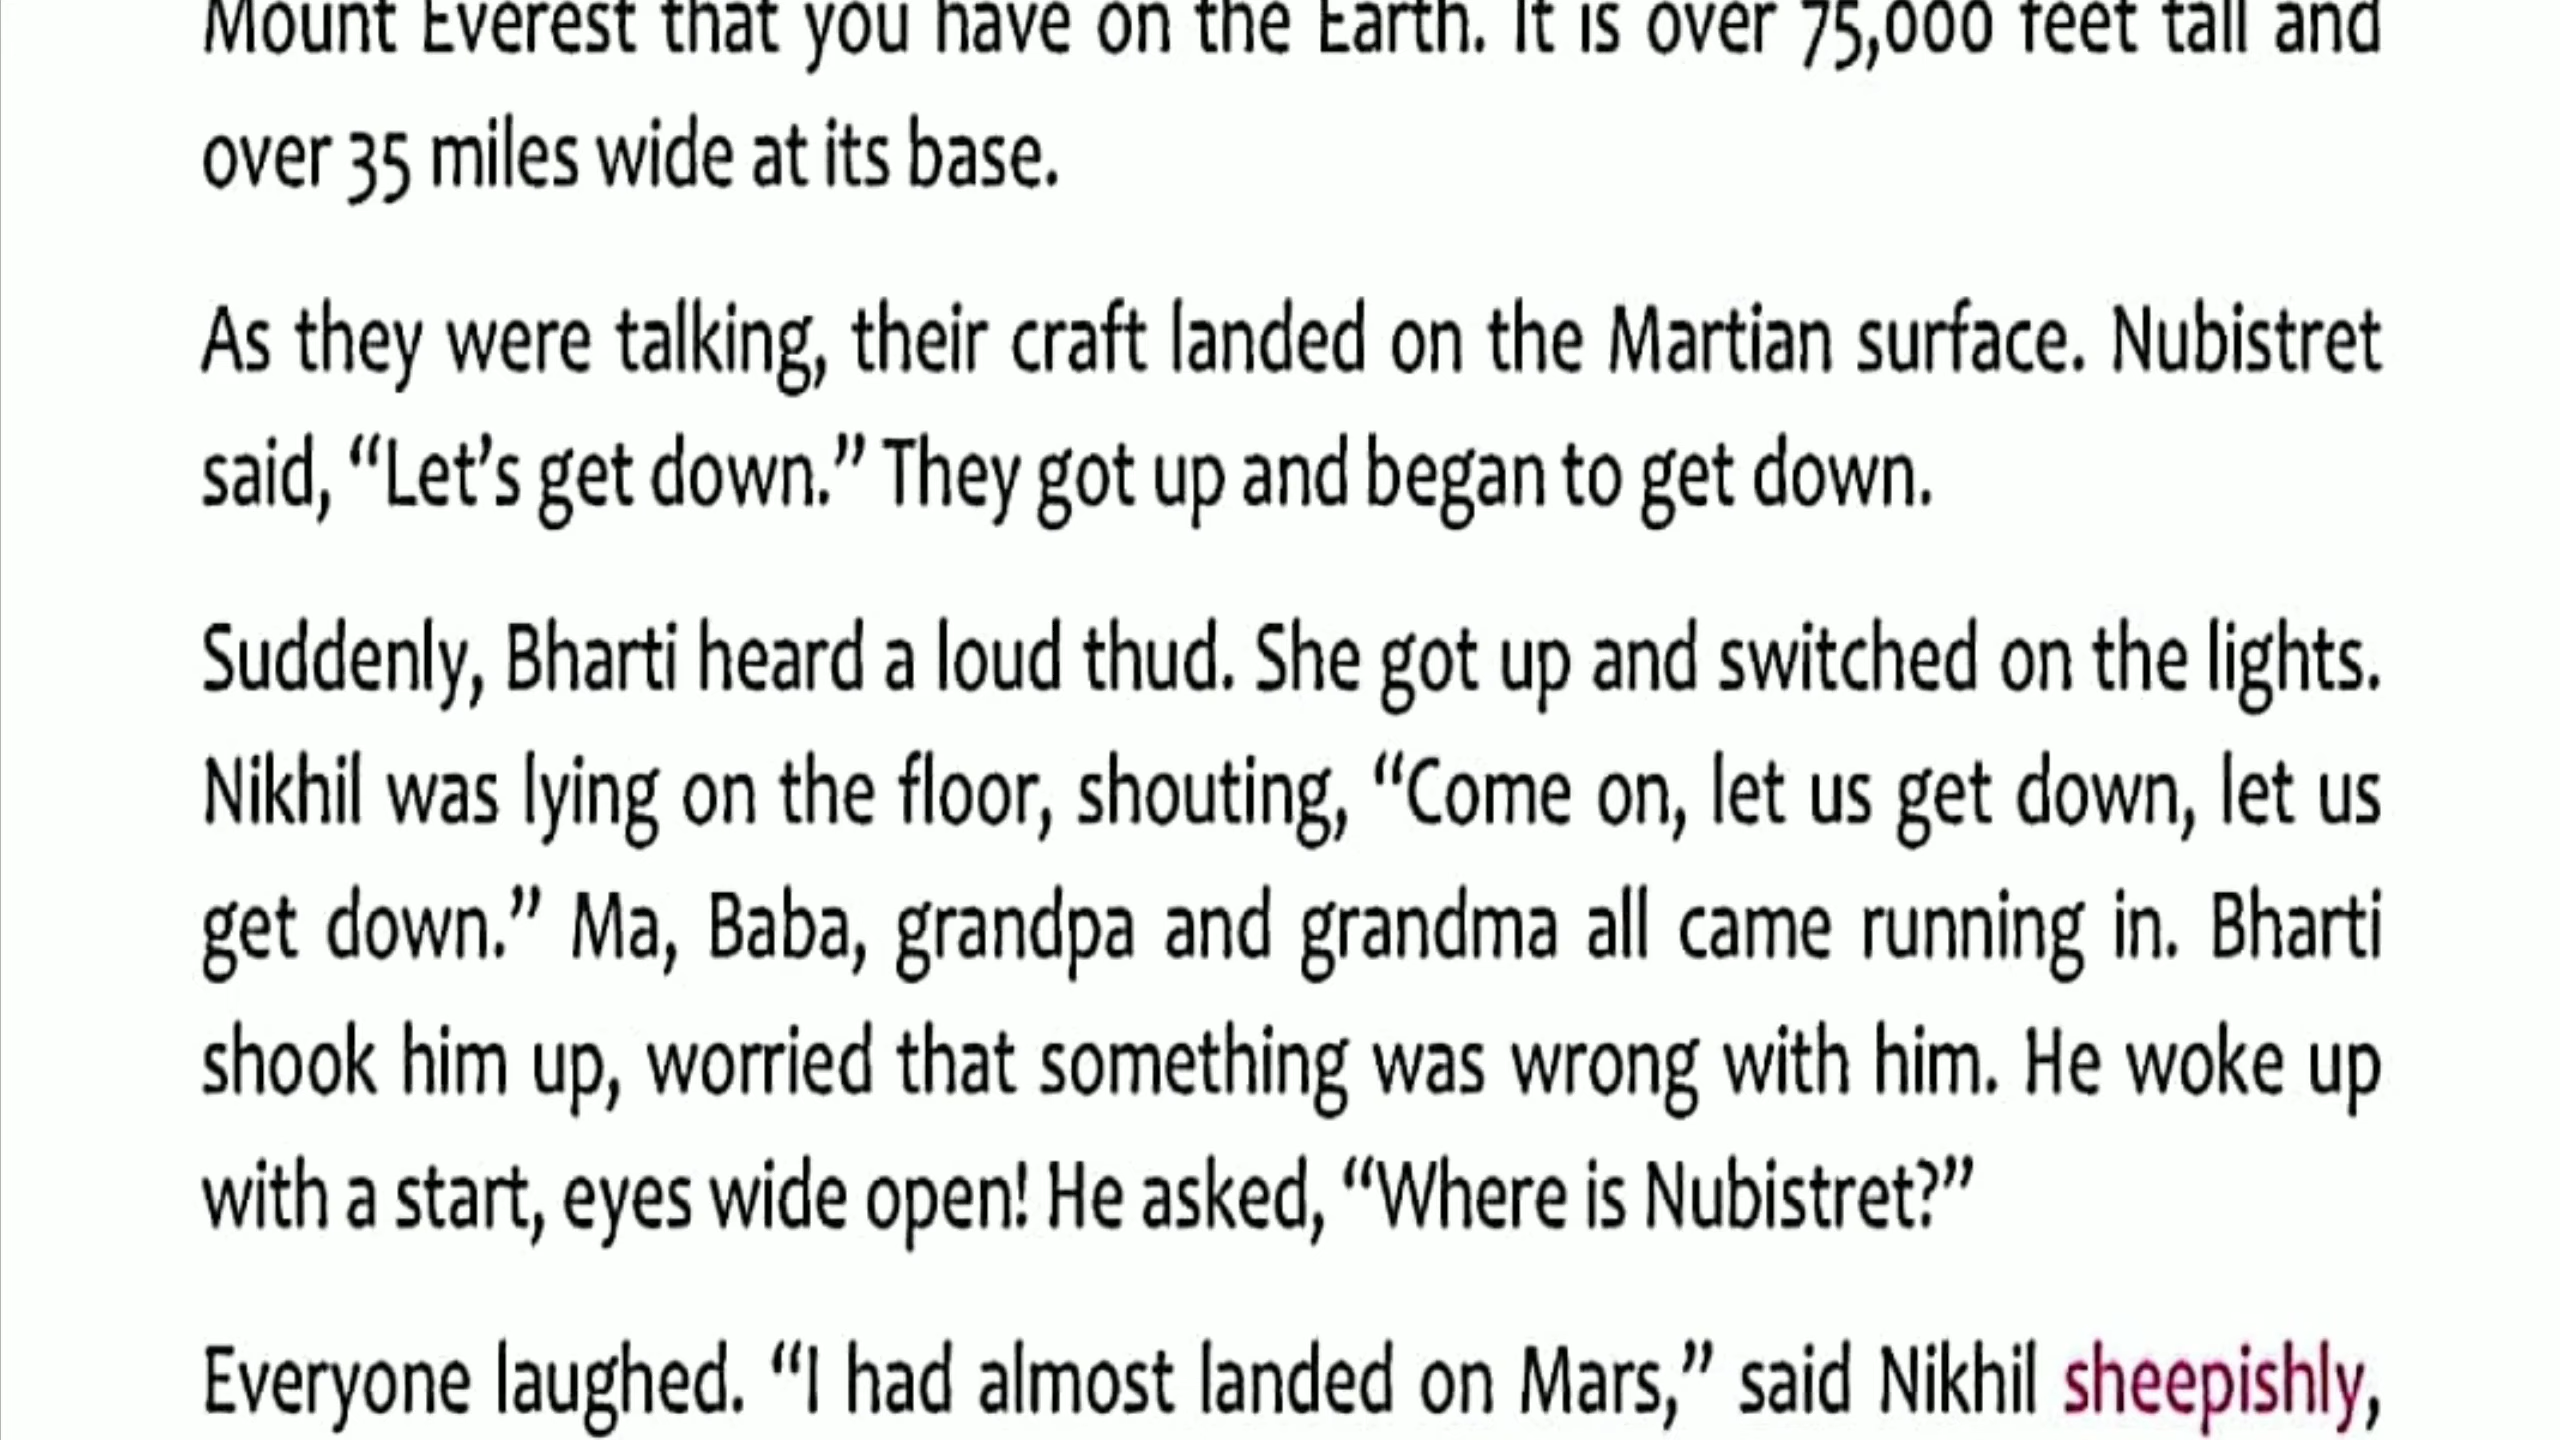 Mount Everest that you have on the Earth. It is over 75,000 feet tall and
over 35 miles wide at its base.
As they were talking, their craft landed on the Martian surface. Nubistret
said, “Let’s get down.” They got up and began to get down.
Suddenly, Bharti heard a loud thud. She got up and switched on the lights.
Nikhil was lying on the floor, shouting, “Come on, let us get down, let us
get down.” Ma, Baba, grandpa and grandma all came running in. Bharti
shook him up, worried that something was wrong with him. He woke up
with a start, eyes wide open! He asked, “Where is Nubistret?”
Everyone laughed. “I had almost landed on Mars,” said Nikhil sheepishly,